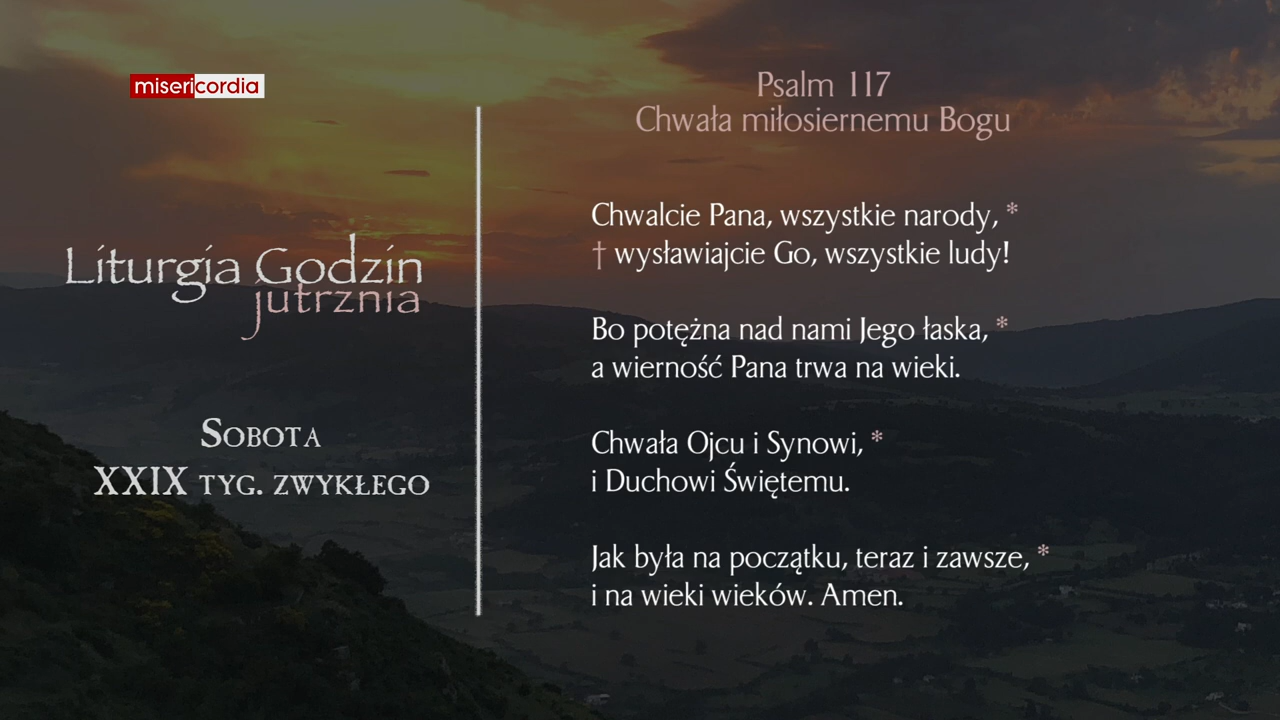 misericordia
Liturgia Godzin
jutrznia
Sobota
XXIX tyg. zwykłego
Psalm 117
Chwała miłosiernemu Bogu
Chwalcie Pana, wszystkie narody, *
† wysławiajcie Go, wszystkie ludy!
Bo potężna nad nami Jego łaska, *
a wierność Pana trwa na wieki.
Chwała Ojcu i Synowi, *
i Duchowi Świętemu.
Jak była na początku, teraz i zawsze, *
i na wieki wieków. Amen.